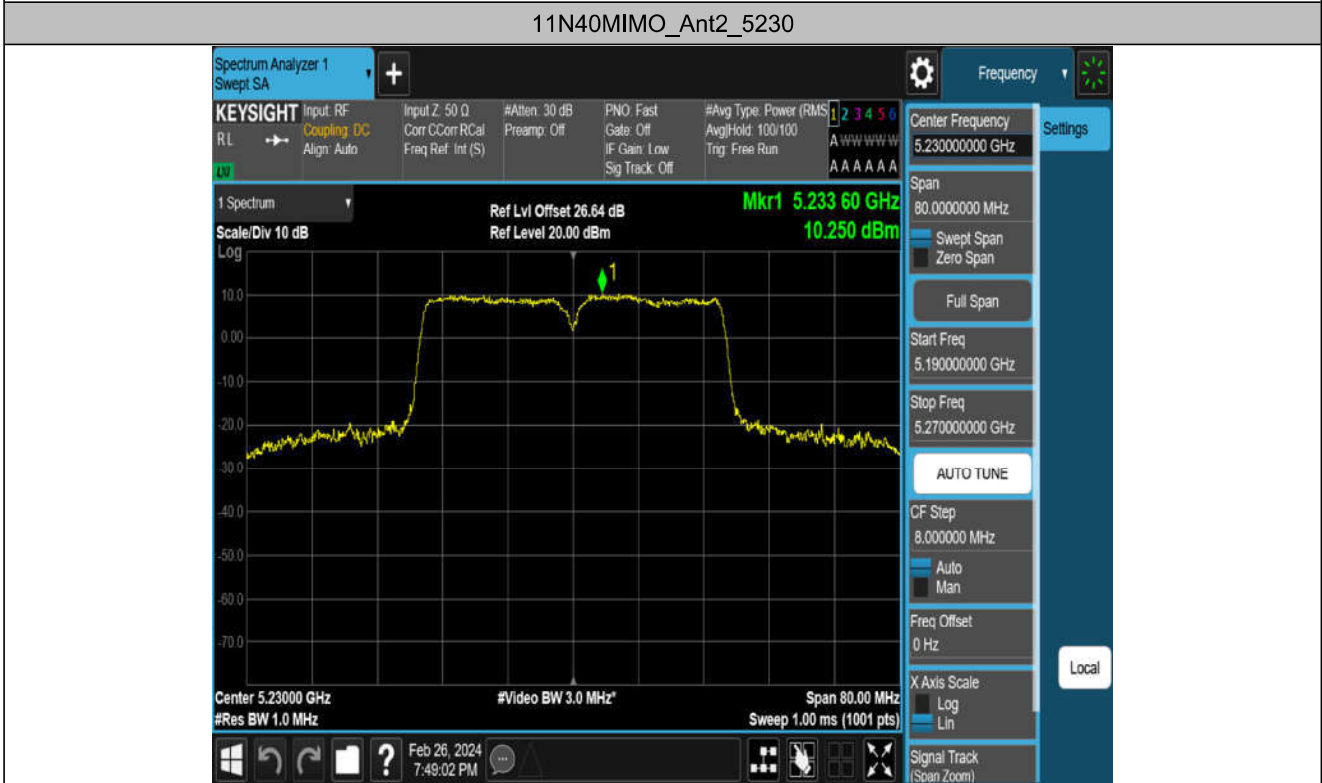 11N40MIMO_Ant2_5230
Spectrum Analyzer 1
Swept SA
+
Frequency
KEYSIGHT
RL
LXI
Input: RF
Coupling: DC
Align: Auto
Input Z: 50 Ω
Corr CCorr RCal
Freq Ref: Int (S)
#Atten: 30 dB
Preamp: Off
PNO: Fast
Gate: Off
IF Gain: Low
Sig Track: Off
#Avg Type: Power (RMS
Avg|Hold: 100/100
Trig: Free Run
1 2 3 4 5 6
A W W W W W
A A A A A A
1 Spectrum
Scale/Div 10 dB
Log
Ref Lvl Offset 26.64 dB
Ref Level 20.00 dBm
Mkr1 5.233 60 GHz
10.250 dBm
1
10.0
0.00
-10.0
-20.0
-30.0
-40.0
-50.0
-60.0
-70.0
Center 5.23000 GHz
#Res BW 1.0 MHz
#Video BW 3.0 MHz*
Span 80.00 MHz
Sweep 1.00 ms (1001 pts)
?
Feb 26, 2024
7:49:02 PM
Center Frequency
5.230000000 GHz
Settings
Span
80.0000000 MHz
Swept Span
Zero Span
Full Span
Start Freq
5.190000000 GHz
Stop Freq
5.270000000 GHz
AUTO TUNE
CF Step
8.000000 MHz
Auto
Man
Freq Offset
0 Hz
X Axis Scale
Log
Lin
Local
Signal Track
(Span Zoom)